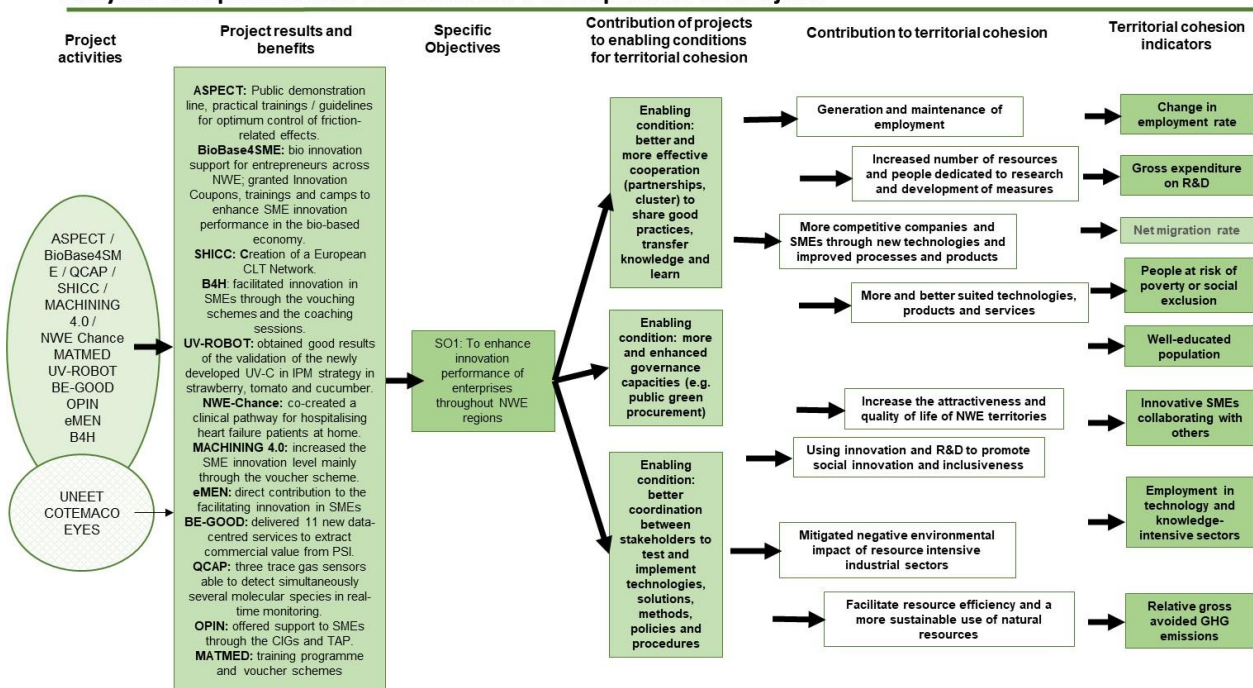 Project
activities
Project results and
benefits
Specific
Objectives
Contribution of projects
to enabling conditions
for territorial cohesion
Contribution to territorial cohesion
Territorial cohesion
indicators
ASPECT /
BioBase4SM
E / QCAP /
SHICC /
MACHINING
4.0 /
NWE Chance
MATMED
UV-ROBOT
BE-GOOD
OPIN
eMEN
B4H
UNEET
COTEMACO
EYES
ASPECT: Public demonstration
line, practical trainings / guidelines
for optimum control of friction-
related effects.
BioBase4SME: bio innovation
support for entrepreneurs across
NWE; granted Innovation
Coupons, trainings and camps to
enhance SME innovation
performance in the bio-based
economy.
SHICC: Creation of a European
CLT Network.
B4H: facilitated innovation in
SMEs through the vouching
schemes and the coaching
sessions.
UV-ROBOT: obtained good results
of the validation of the newly
developed UV-C in IPM strategy in
strawberry, tomato and cucumber.
NWE-Chance: co-created a
clinical pathway for hospitalising
heart failure patients at home.
MACHINING 4.0: increased the
SME innovation level mainly
through the voucher scheme.
eMEN: direct contribution to the
facilitating innovation in SMEs
BE-GOOD: delivered 11 new data-
centred services to extract
commercial value from PSI.
QCAP: three trace gas sensors
able to detect simultaneously
several molecular species in real-
time monitoring.
OPIN: offered support to SMEs
through the CIGs and TAP.
MATMED: training programme
and voucher schemes
SO1: To enhance
innovation
performance of
enterprises
throughout NWE
regions
Enabling
condition:
better and
more effective
cooperation
(partnerships,
cluster) to
share good
practices,
transfer
knowledge and
learn
Enabling
condition: more
and enhanced
governance
capacities (e.g.
public green
procurement)
Enabling
condition:
better
coordination
between
stakeholders to
test and
implement
technologies,
solutions,
methods,
policies and
procedures
Generation and maintenance of
employment
Increased number of resources
and people dedicated to research
and development of measures
More competitive companies and
SMEs through new technologies and
improved processes and products
More and better suited technologies,
products and services
Increase the attractiveness and
quality of life of NWE territories
Using innovation and R&D to promote
social innovation and inclusiveness
Mitigated negative environmental
impact of resource intensive
industrial sectors
Facilitate resource efficiency and a
more sustainable use of natural
resources
Change in
employment rate
Gross expenditure
on R&D
Net migration rate
People at risk of
poverty or social
exclusion
Well-educated
population
Innovative SMEs
collaborating with
others
Employment in
technology and
knowledge-
intensive sectors
Relative gross
avoided GHG
emissions